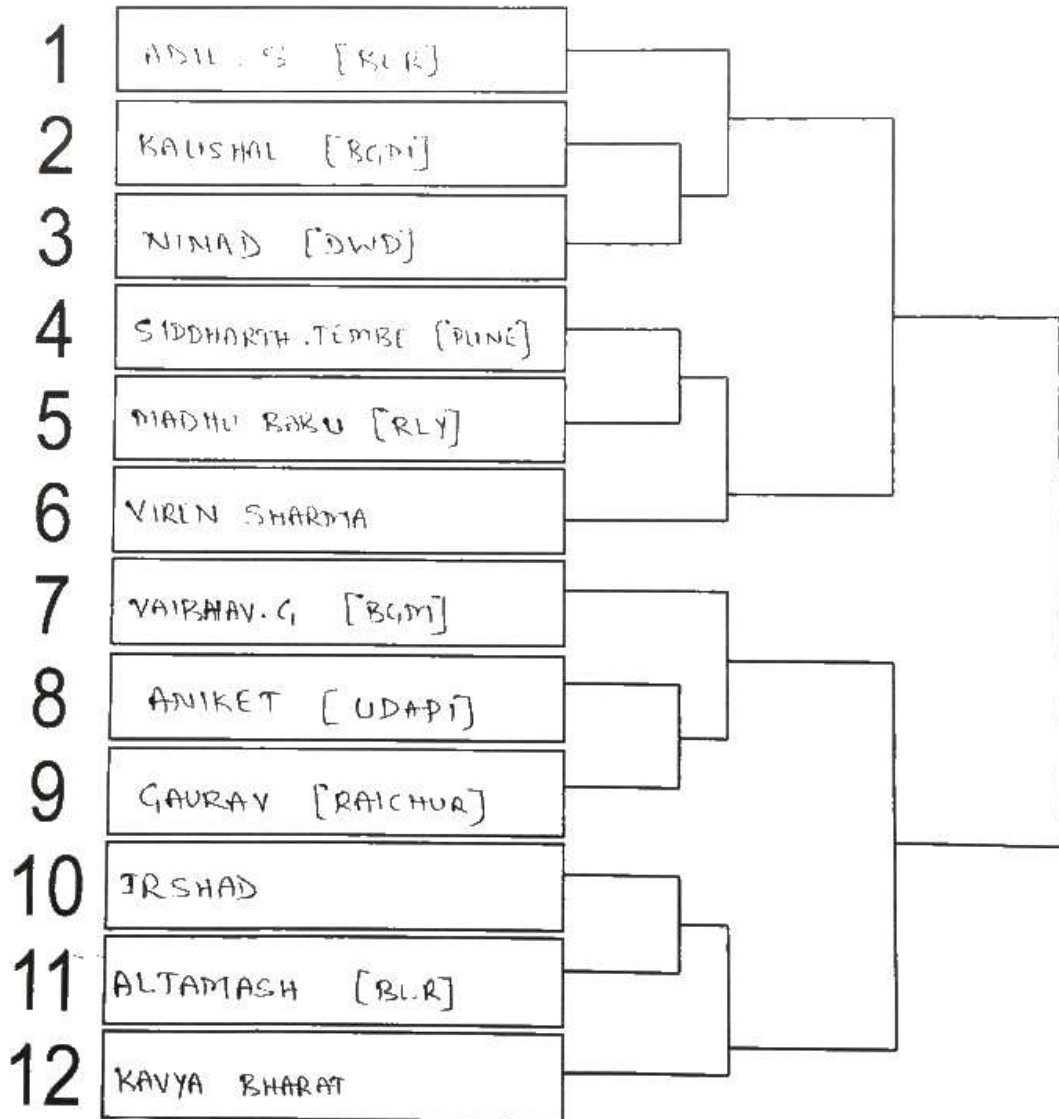 1 ADIL.S [BLR]
2 KAUSHAL [BGM]
3 NINAD [DWD]
4 SIDDHARTH.TEMBE [PUNE]
5 MADHU BABU [RLY]
6 VIREN SHARMA
7 VAIBHAV.G [BGM]
8 ANIKET [UDAPI]
9 GAURAV [RAICHUR]
10 IRSHAD
11 ALTAMASH [BLR]
12 KAVYA BHARAT